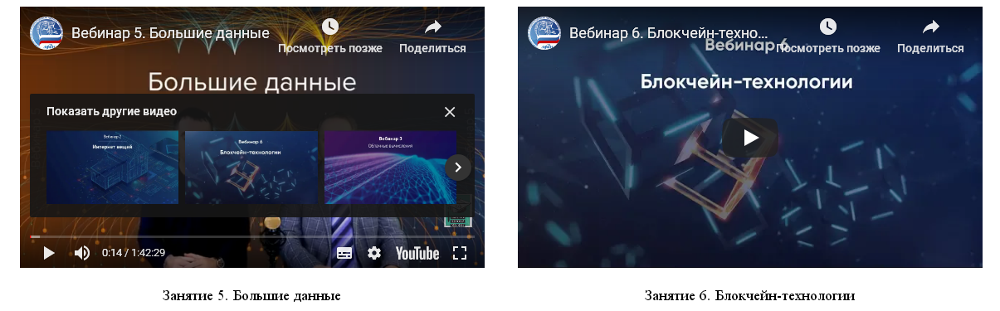 Вебинар 5. Большие данные
Посмотреть позже
Поделиться
Большие данные
Показать другие видео
Вебинар 2
Интернет вещей
Вебинар 6
Блокчейн-технологии
Вебинар 3
Облачные вычисления
0:14 / 1:42:29
YouTube
Занятие 5. Большие данные
Вебинар 6. Блокчейн-техно...
Посмотреть позже
Поделиться
Вебинар 6
Блокчейн-технологии
Занятие 6. Блокчейн-технологии